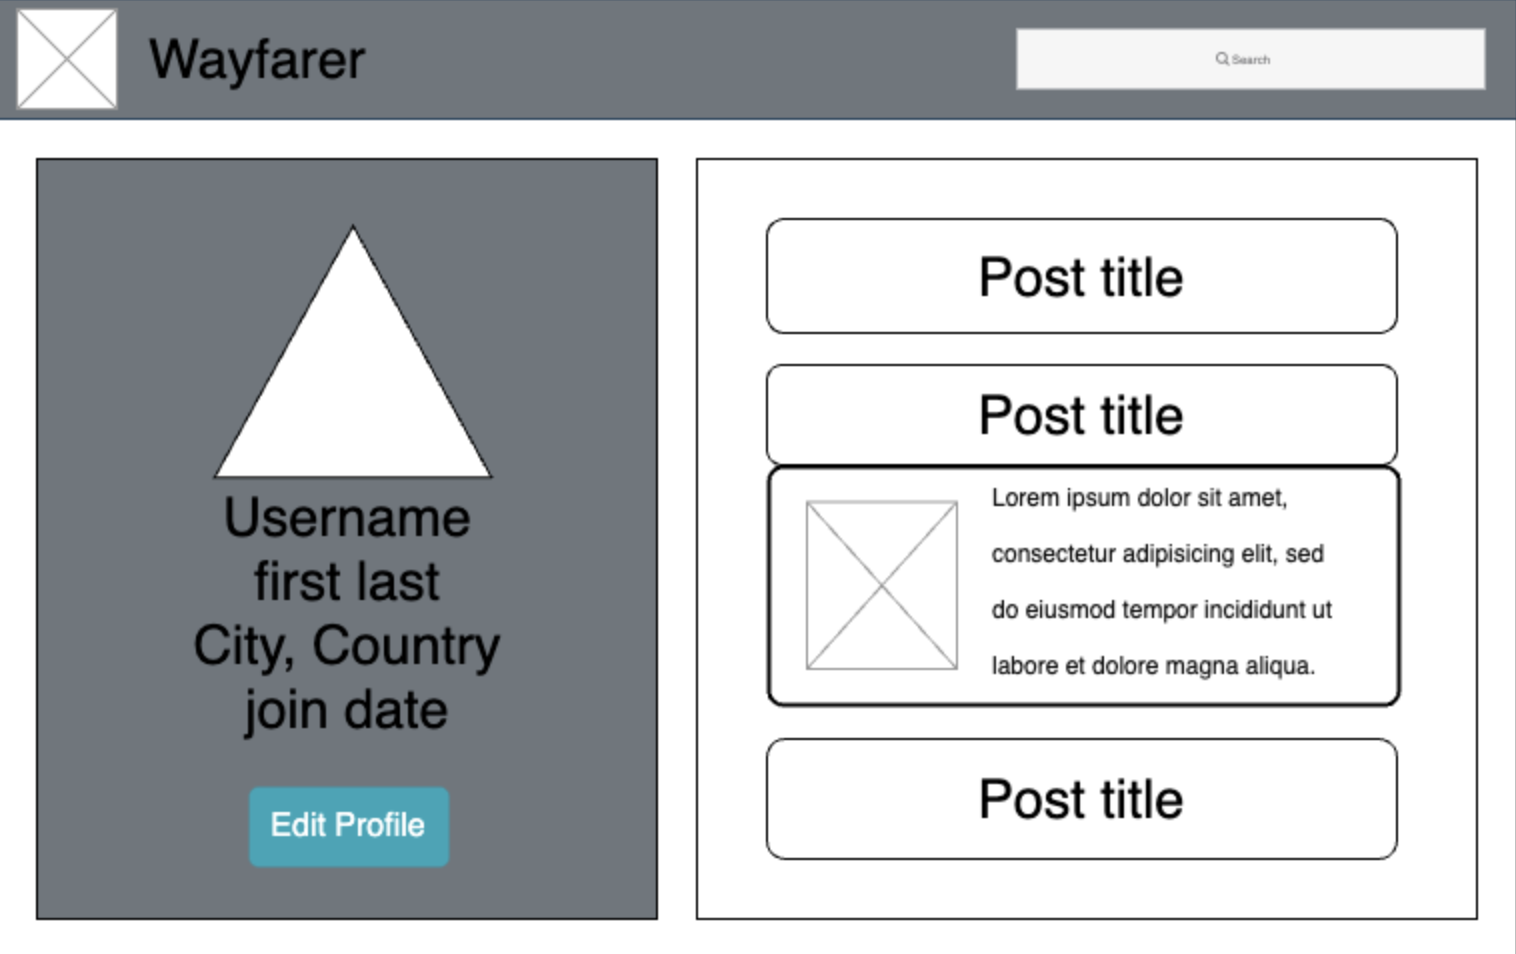 Wayfarer
Search
Username
first last
City, Country
join date
Edit Profile
Post title
Post title
Lorem ipsum dolor sit amet,
consectetur adipisicing elit, sed
do eiusmod tempor incididunt ut
labore et dolore magna aliqua.
Post title